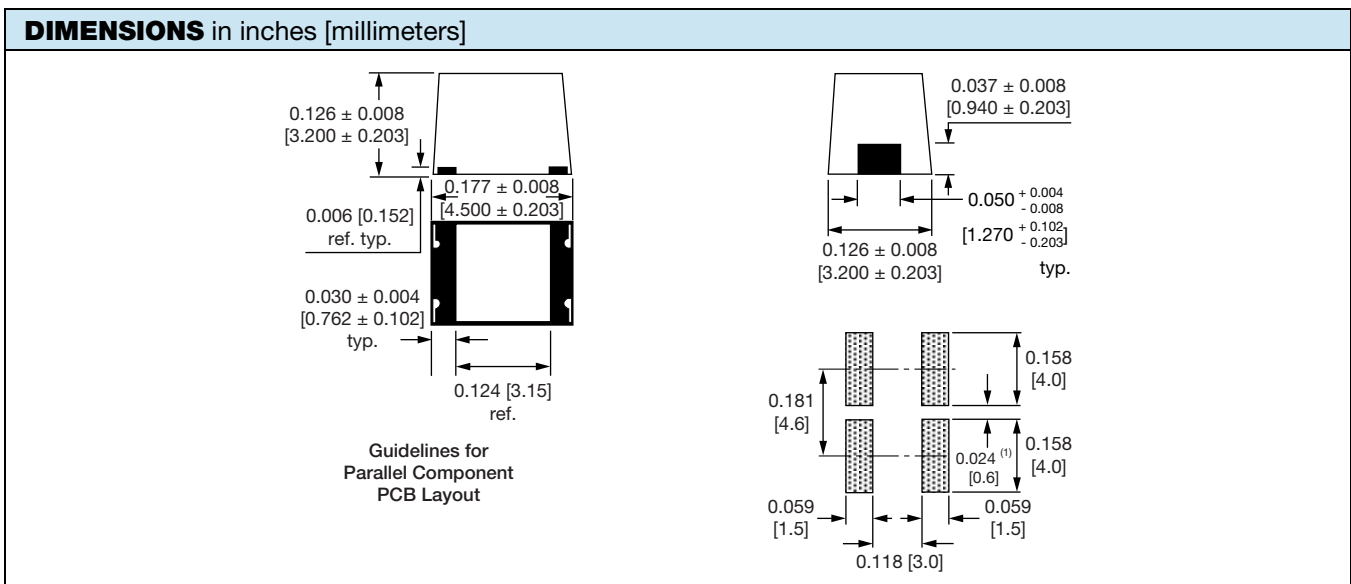 DIMENSIONS in inches [millimeters]
0.126 ± 0.008
[3.200 ± 0.203]
0.177 ± 0.008
[4.500 ± 0.203]
0.006 [0.152]
ref. typ.
0.030 ± 0.004
[0.762 ± 0.102]
typ.
0.124 [3.15]
ref.
Guidelines for
Parallel Component
PCB Layout
0.037 ± 0.008
[0.940 ± 0.203]
0.050 + 0.004
- 0.008
[1.270 + 0.102
- 0.203]
typ.
0.126 ± 0.008
[3.200 ± 0.203]
0.158
[4.0]
0.181
[4.6]
0.024 (1)
[0.6]
0.158
[4.0]
0.059
[1.5]
0.059
[1.5]
0.118 [3.0]